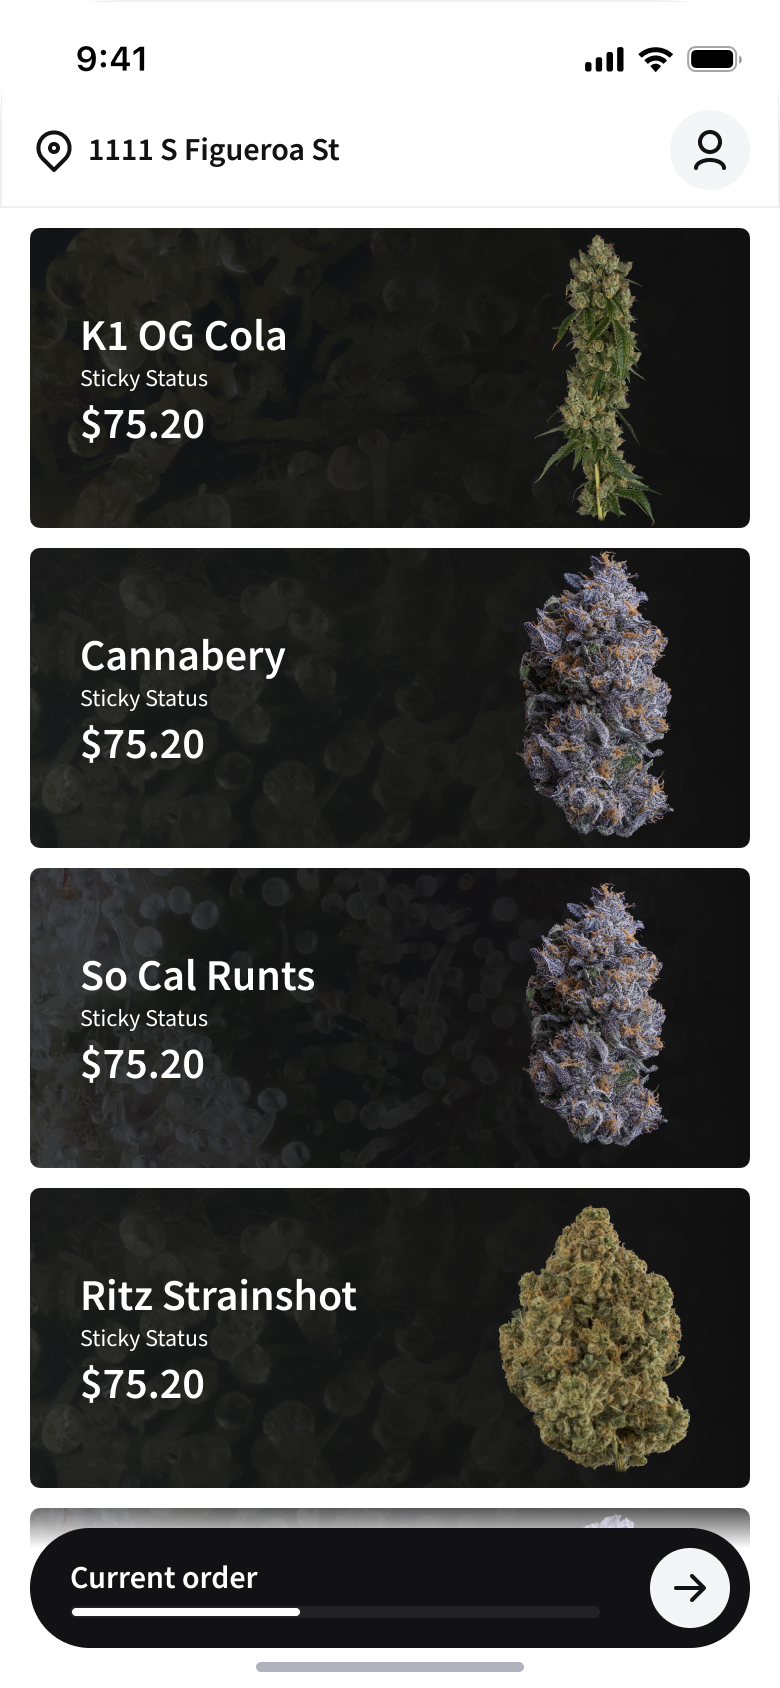 9:41
1111 S Figueroa St
K1 OG Cola
Sticky Status
$75.20
Cannabery
Sticky Status
$75.20
So Cal Runts
Sticky Status
$75.20
Ritz Strainshot
Sticky Status
$75.20
Current order